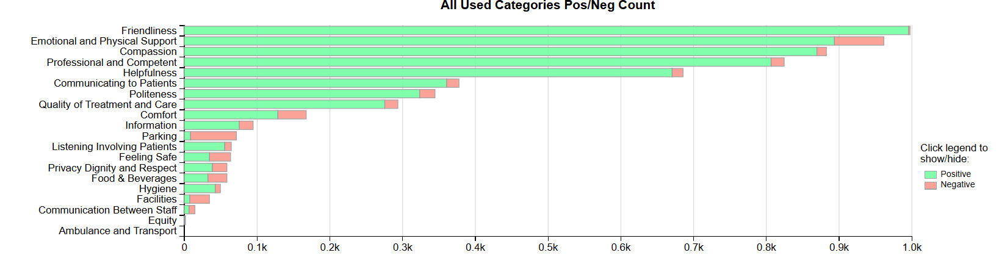 All Used Categories Pos/Neg Count
Friendliness
Emotional and Physical Support
Compassion
Professional and Competent
Helpfulness
Communicating to Patients
Politeness
Quality of Treatment and Care
Comfort
Information
Parking
Listening Involving Patients
Feeling Safe
Privacy Dignity and Respect
Food & Beverages
Hygiene
Facilities
Communication Between Staff
Equity
Ambulance and Transport
0 0.1k 0.2k 0.3k 0.4k 0.5k 0.6k 0.7k 0.8k 0.9k 1.0k
Click legend to
show/hide:
Positive
Negative